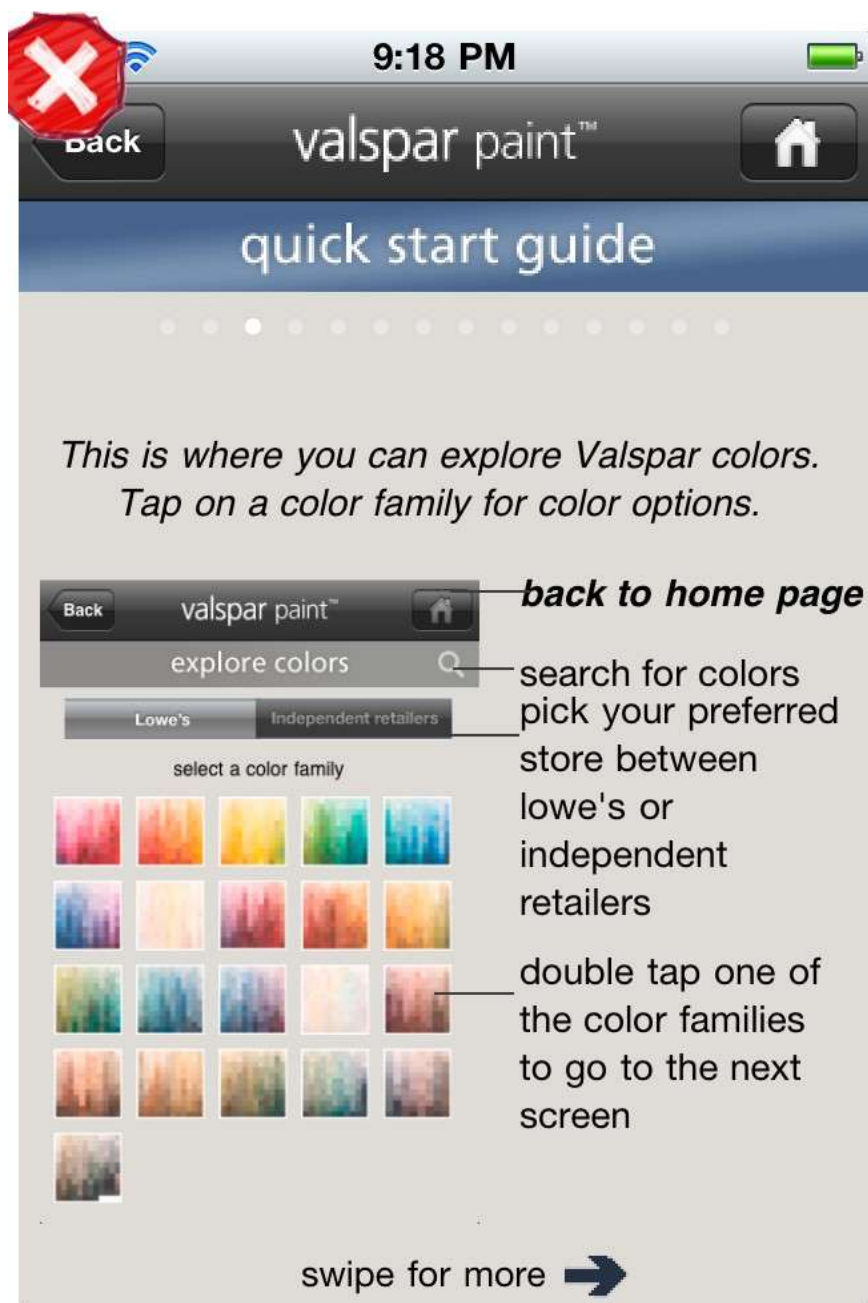 9:18 PM
Back
valspar paint™
quick start guide
This is where you can explore Valspar colors.
Tap on a color family for color options.
Back
valspar paint™
explore colors
Lowe's
Independent retailers
select a color family
back to home page
search for colors
pick your preferred
store between
lowe's or
independent
retailers
double tap one of
the color families
to go to the next
screen
swipe for more